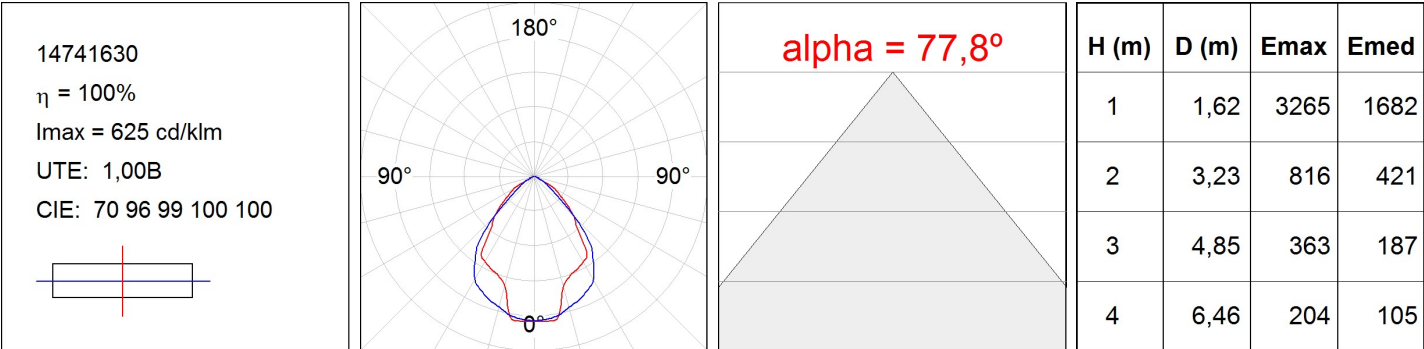 14741630
η = 100%
Imax = 625 cd/klm
UTE: 1,00B
CIE: 70 96 99 100 100
180°
90° 90°
0°
alpha = 77,8º
H (m) D (m) Emax Emed
1 1,62 3265 1682
2 3,23 816 421
3 4,85 363 187
4 6,46 204 105